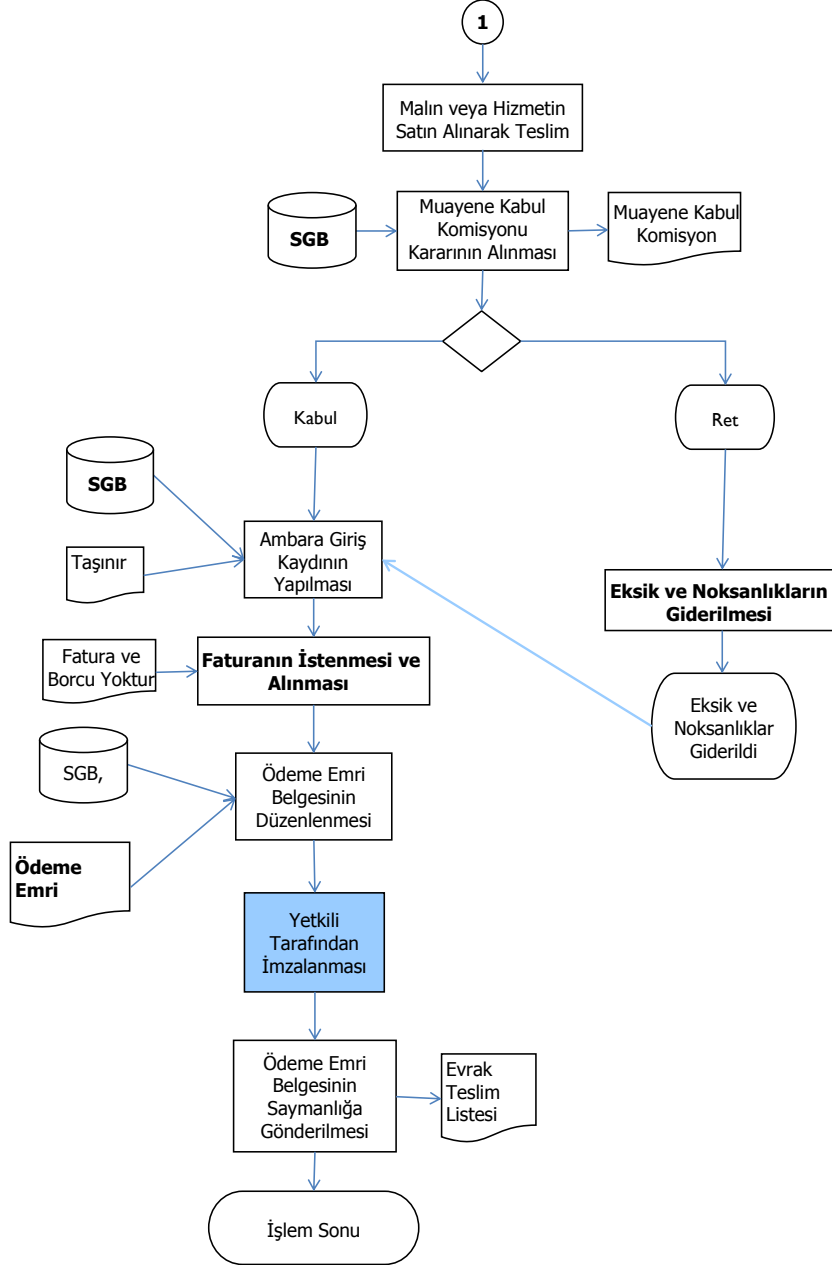 1
Malın veya Hizmetin
Satın Alınarak Teslim
SGB
Muayene Kabul
Komisyonu
Kararının Alınması
Muayene Kabul
Komisyon
Kabul
Ret
SGB
Taşınır
Ambara Giriş
Kaydının
Yapılması
Eksik ve Noksanlıkların
Giderilmesi
Fatura ve
Borcu Yoktur
Faturanın İstenmesi ve
Alınması
Eksik ve
Noksanlıklar
Giderildi
SGB,
Ödeme Emri
Belgesinin
Düzenlenmesi
Ödeme
Emri
Yetkili
Tarafından
İmzalanması
Ödeme Emri
Belgesinin
Saymanlığa
Gönderilmesi
Evrak
Teslim
Listesi
İşlem Sonu